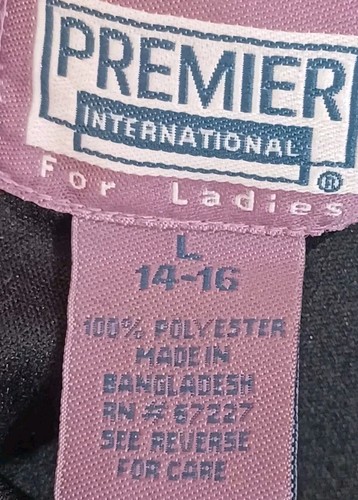 PREMIER
INTERNATIONAL
®
For Ladies
L
14-16
100% POLYESTER
MADE IN
BANGLADESH
RN # 67227
SEE REVERSE
FOR CARE